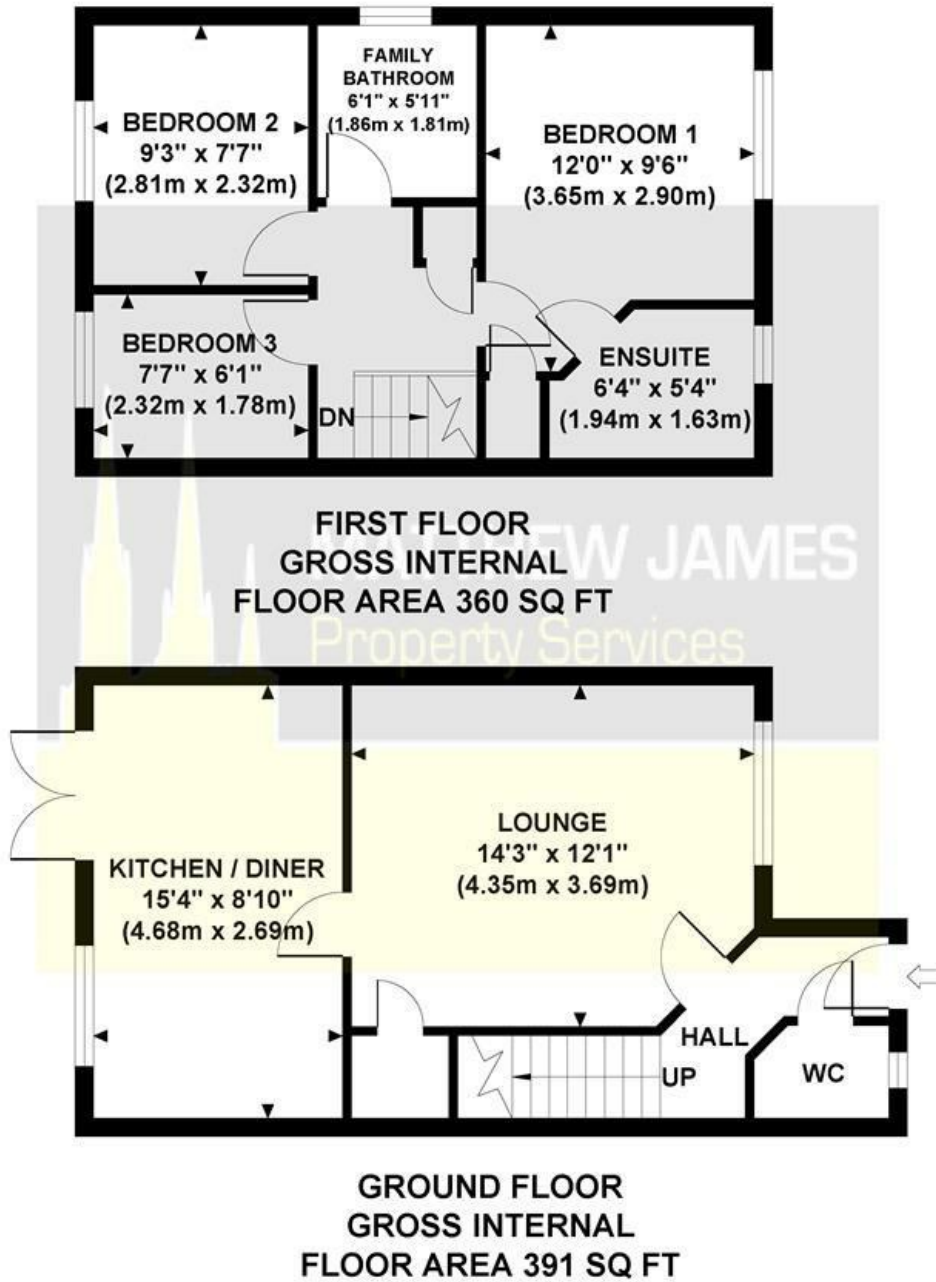 FAMILY
BATHROOM
6'1" x 5'11"
(1.86m x 1.81m)
BEDROOM 2
9'3" x 7'7"
(2.81m x 2.32m)
BEDROOM 1
12'0" x 9'6"
(3.65m x 2.90m)
BEDROOM 3
7'7" x 6'1"
(2.32m x 1.78m)
ENSUITE
6'4" x 5'4"
(1.94m x 1.63m)
DN
FIRST FLOOR
GROSS INTERNAL
FLOOR AREA 360 SQ FT
MATTHEW JAMES
Property Services
LOUNGE
14'3" x 12'1"
(4.35m x 3.69m)
KITCHEN / DINER
15'4" x 8'10"
(4.68m x 2.69m)
HALL
UP
WC
GROUND FLOOR
GROSS INTERNAL
FLOOR AREA 391 SQ FT